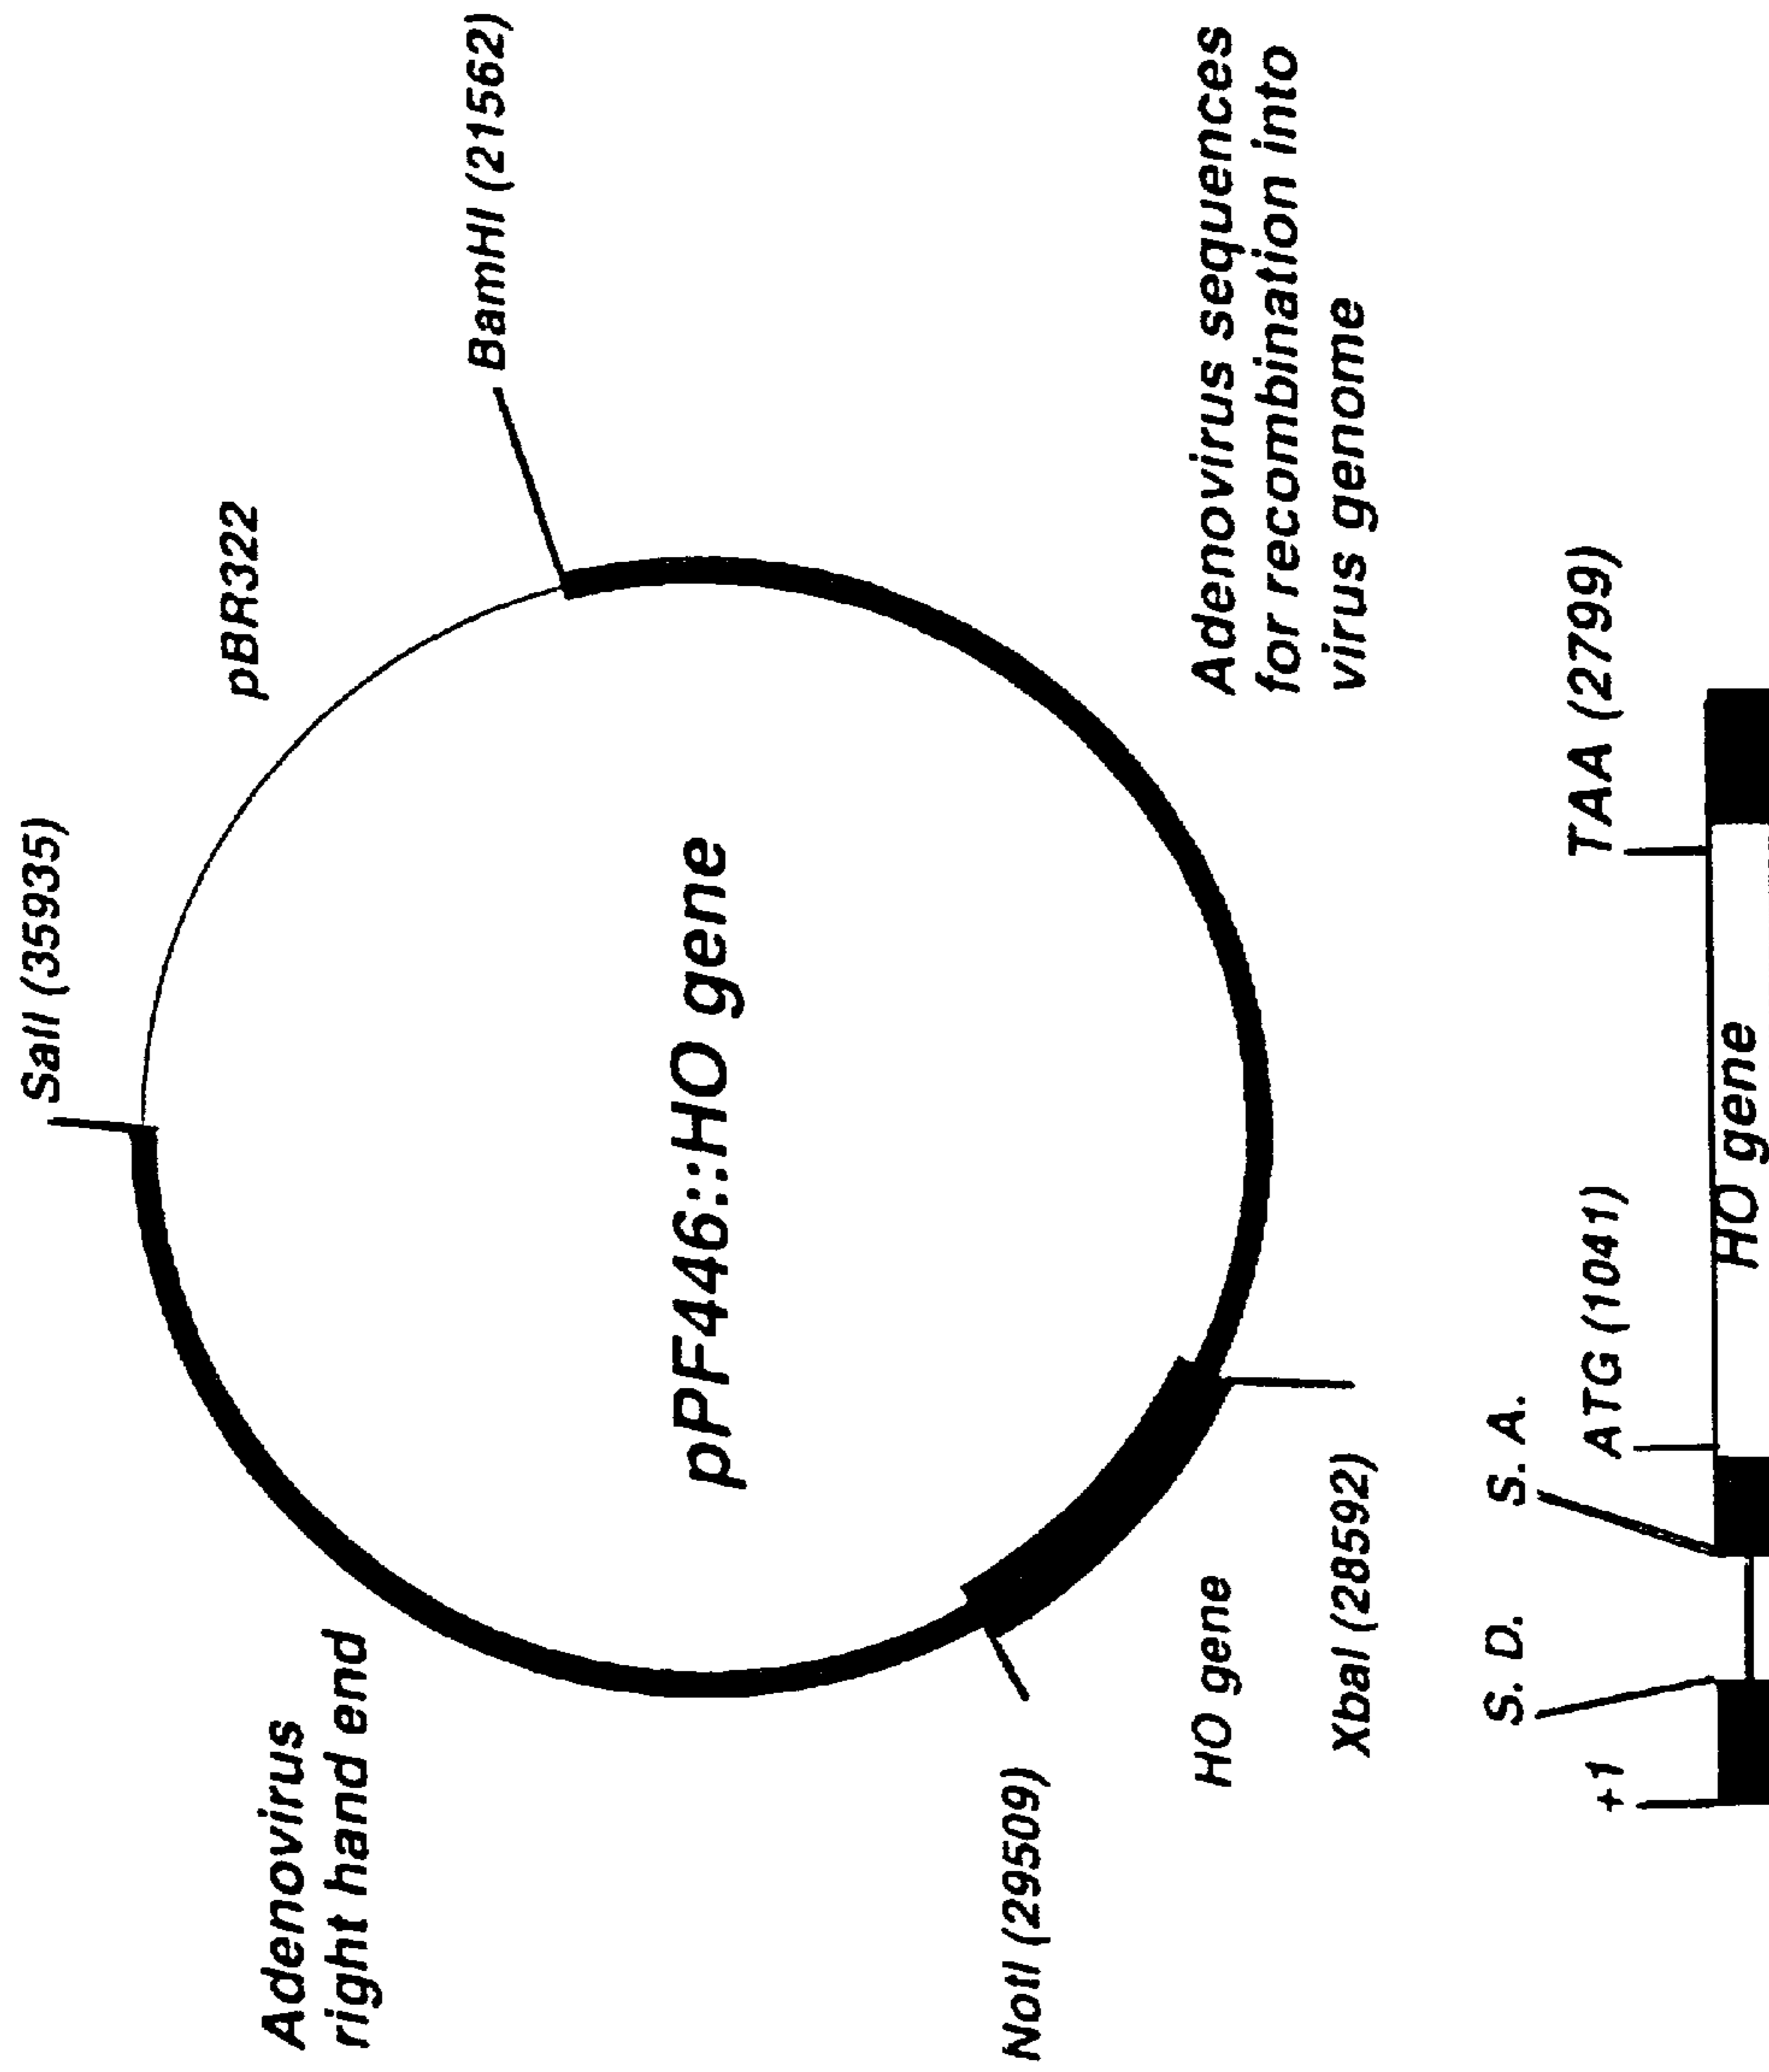 SalI (35935)
pBR322
Adenovirus
right hand end
BamHI (21562)
pPF446::HO gene
NotI (29509)
HO gene
XbaI (28592)
Adenovirus sequences
for recombination into
virus genome
+1
S. D.
S. A.
ATG (1041)
TAA (2799)
HO gene